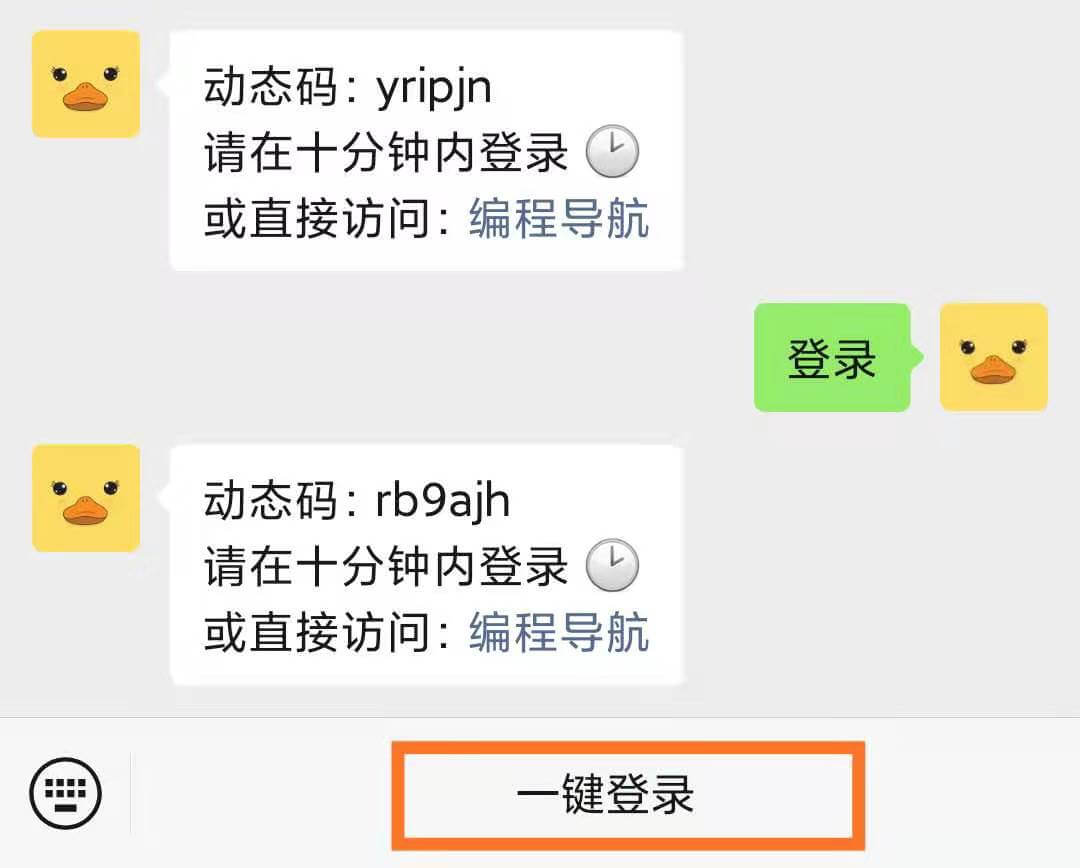 动态码：yripjn
请在十分钟内登录 🕑
或直接访问：编程导航
登录
动态码：rb9ajh
请在十分钟内登录 🕑
或直接访问：编程导航
一键登录